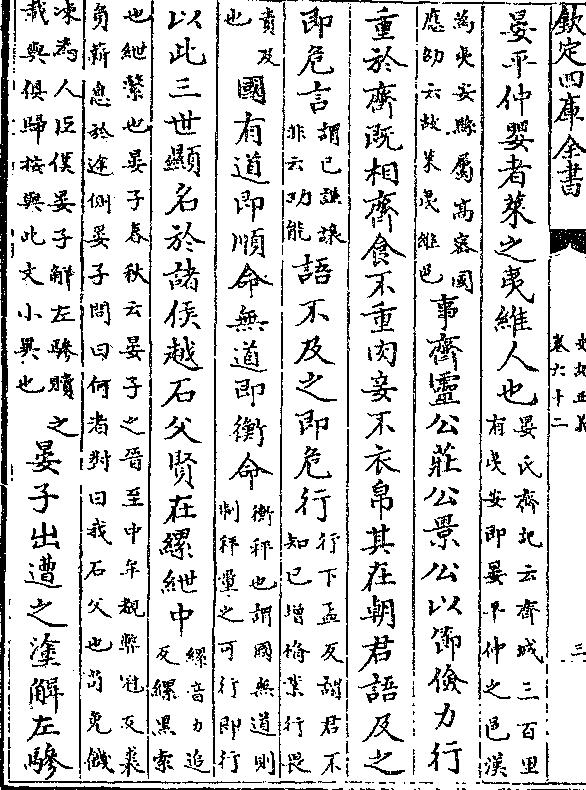 欽定四庫全書
史記正義
卷六十二
三
晏平仲嬰者萊之夷維人也
晏氏齊記云齊城三百里
有夷安即晏平仲之邑漢
為夷安縣屬高密國
應劭云故萊夷維邑
事齊靈公莊公景公以節儉力行
重於齊既相齊食不重肉妾不衣帛其在朝君語及之
即危言
謂已謙讓
非云功能
語不及之即危行
行下孟反謂君不
知已增修業行畏
責及
也
國有道即順命無道即衡命
衡秤也謂國無道則
制秤量之可行即行
以此三世顯名於諸侯越石父賢在縲紲中
縲音力追
反縲黑索
也紲繫也晏子春秋云晏子之晉至中牟覩弊冠反裘
負薪息於途側晏子問曰何者對曰我石父也苟免饑
凍為人臣僕晏子解左驂贖之
載與俱歸按與此文小異也
晏子出遭之塗解左驂